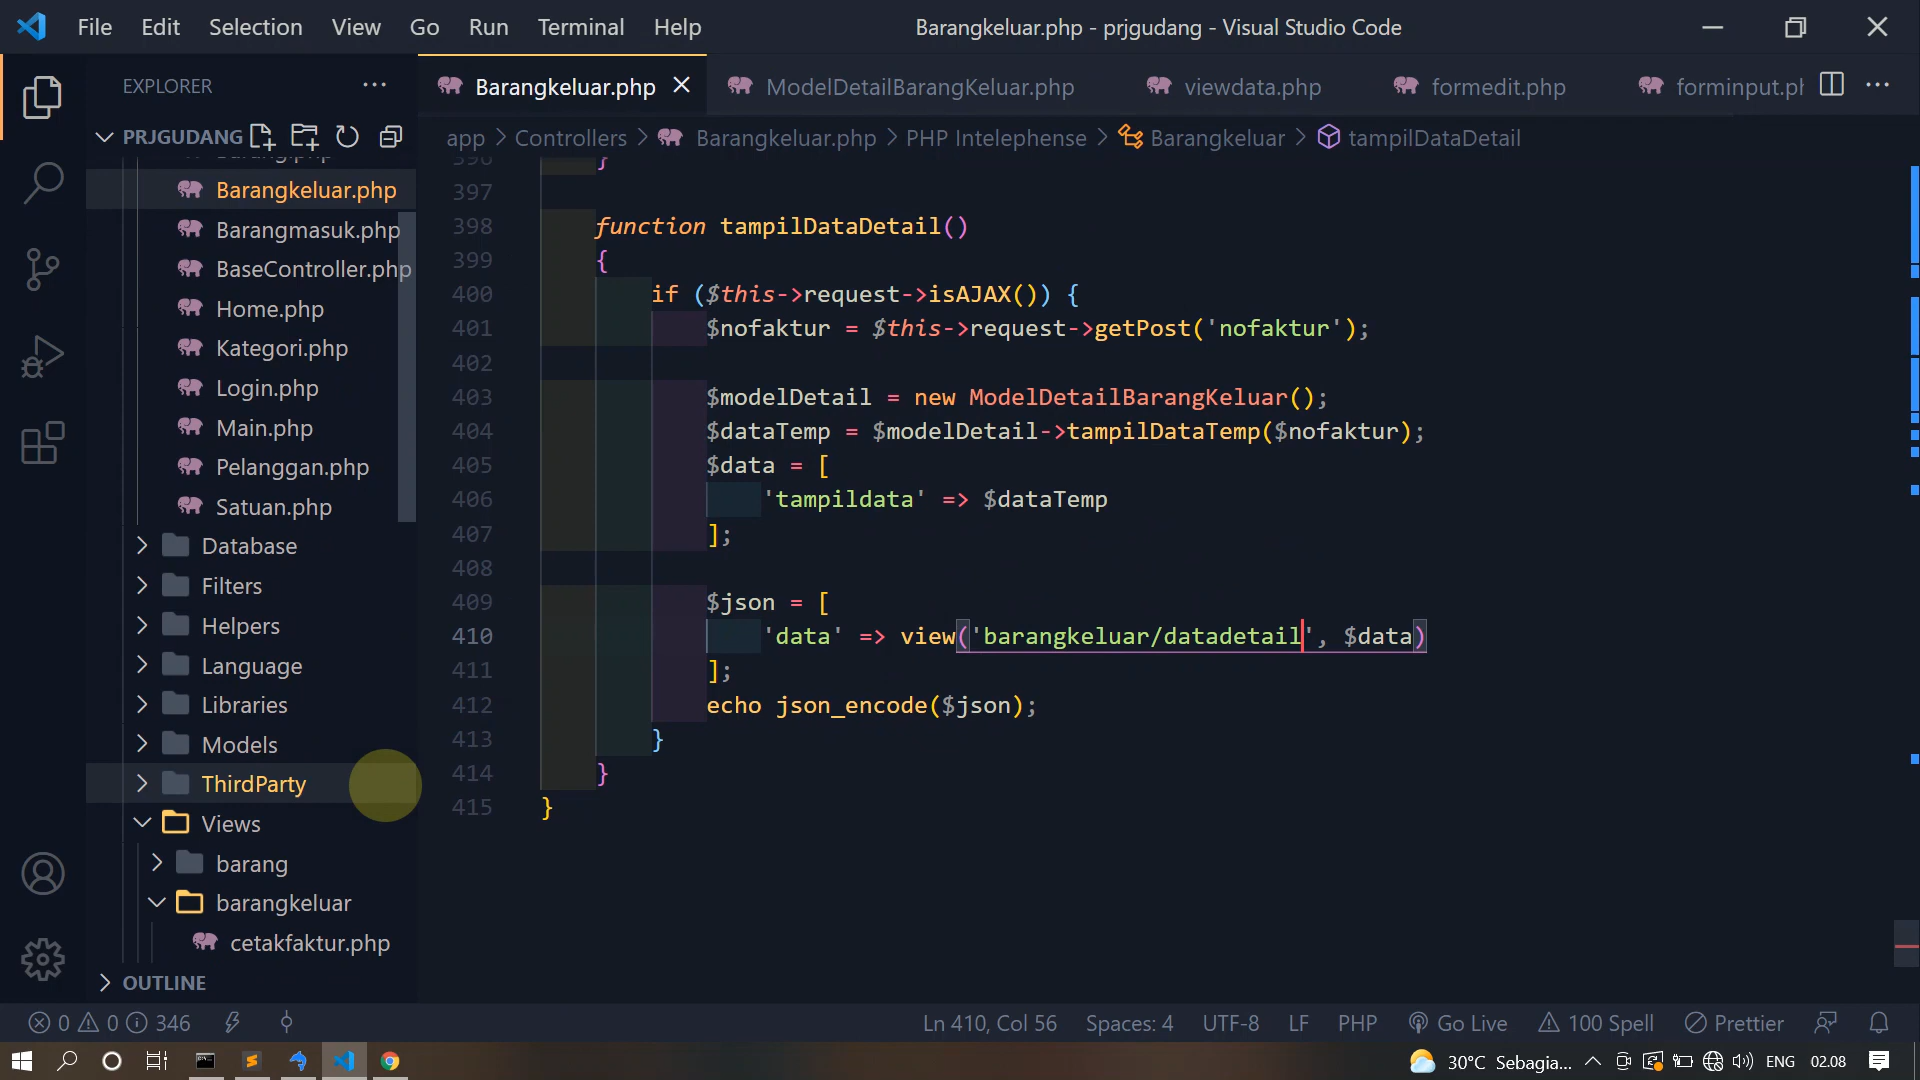 File Edit Selection View Go Run Terminal Help
Barangkeluar.php - prjgudang - Visual Studio Code
EXPLORER
Barangkeluar.php
ModelDetailBarangKeluar.php
viewdata.php
formedit.php
forminput.ph
PRJGUDANG
app > Controllers > Barangkeluar.php > PHP Intelephense > Barangkeluar > tampilDataDetail
Barang.php
Barangkeluar.php
Barangmasuk.php
BaseController.php
Home.php
Kategori.php
Login.php
Main.php
Pelanggan.php
Satuan.php
Database
Filters
Helpers
Language
Libraries
Models
ThirdParty
Views
barang
barangkeluar
cetakfaktur.php
OUTLINE
396 }
397
398 function tampilDataDetail()
399 {
400 if ($this->request->isAJAX()) {
401 $nofaktur = $this->request->getPost('nofaktur');
402
403 $modelDetail = new ModelDetailBarangKeluar();
404 $dataTemp = $modelDetail->tampilDataTemp($nofaktur);
405 $data = [
406 'tampildata' => $dataTemp
407 ];
408
409 $json = [
410 'data' => view('barangkeluar/datadetail', $data)
411 ];
412 echo json_encode($json);
413 }
414 }
415 }
0 0 346
Ln 410, Col 56 Spaces: 4 UTF-8 LF PHP Go Live 100 Spell Prettier
30°C Sebagia... ENG 02.08